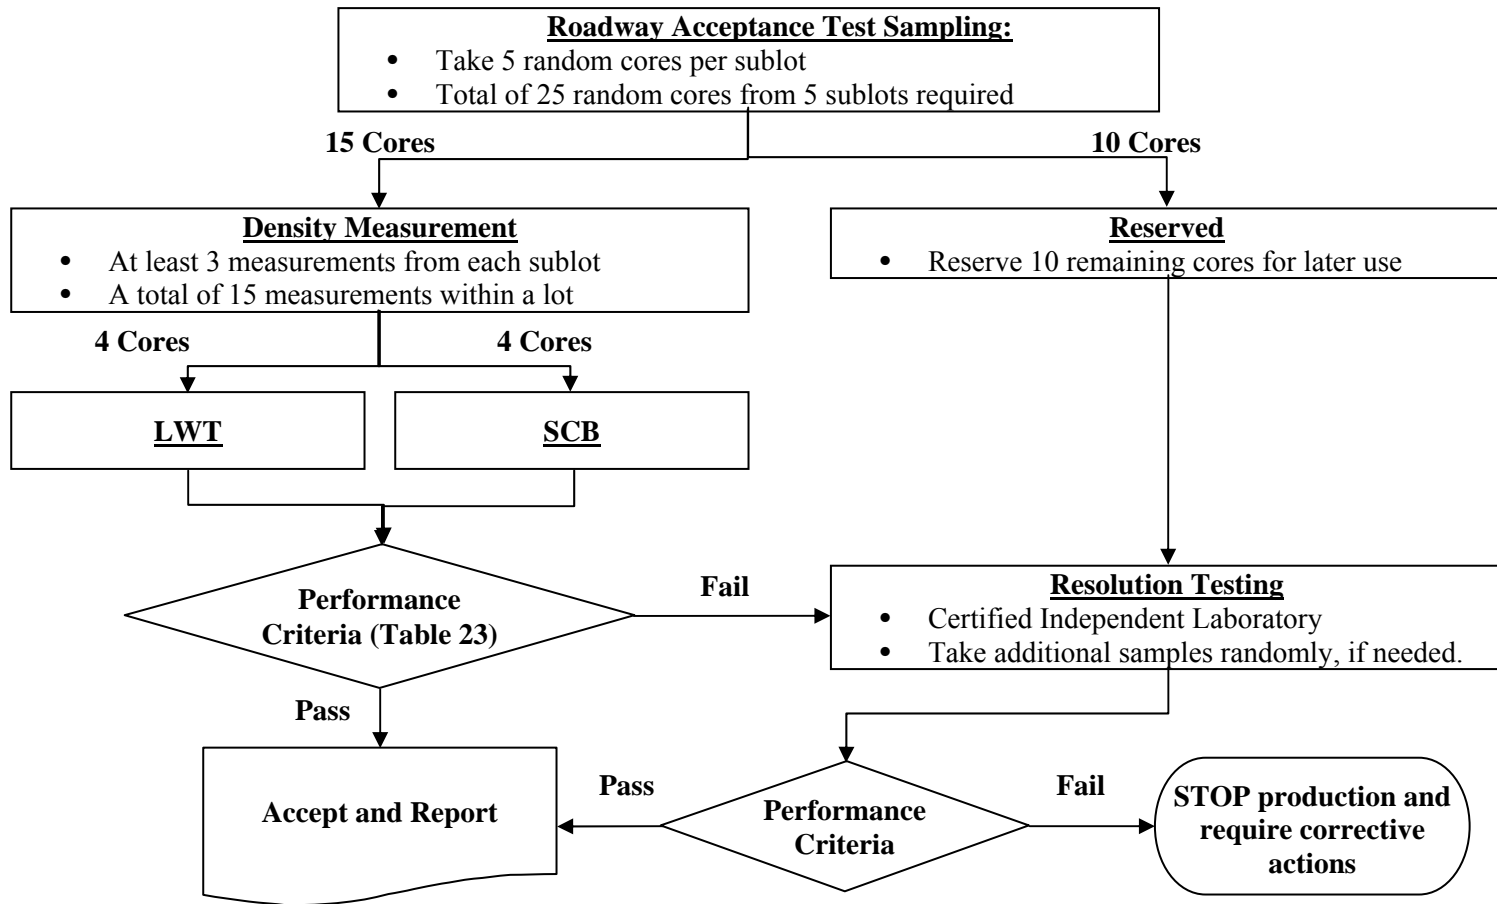 Roadway Acceptance Test Sampling:
• Take 5 random cores per sublot
• Total of 25 random cores from 5 sublots required
15 Cores
10 Cores
Density Measurement
• At least 3 measurements from each sublot
• A total of 15 measurements within a lot
Reserved
• Reserve 10 remaining cores for later use
4 Cores
4 Cores
LWT
SCB
Performance
Criteria (Table 23)
Fail
Resolution Testing
• Certified Independent Laboratory
• Take additional samples randomly, if needed.
Pass
Accept and Report
Pass
Performance
Criteria
Fail
STOP production and
require corrective
actions